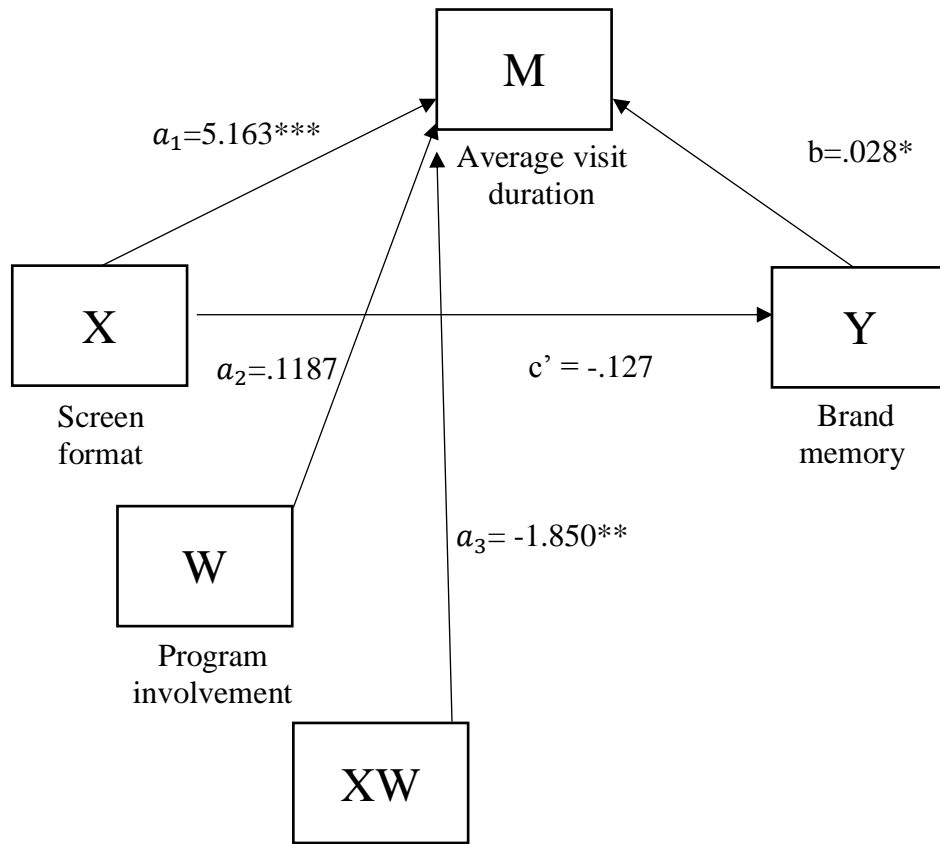 M
a₁=5.163***
Average visit
duration
b=.028*
X
Y
a₂=.1187
c’ = -.127
Screen
format
Brand
memory
W
a₃= -1.850**
Program
involvement
XW